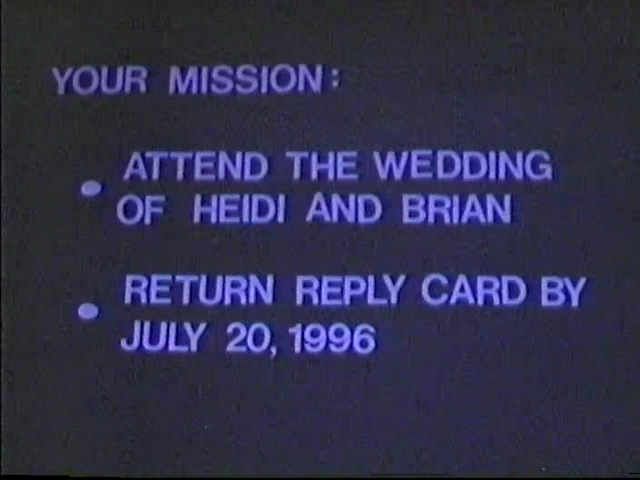 YOUR MISSION:
• ATTEND THE WEDDING
OF HEIDI AND BRIAN
• RETURN REPLY CARD BY
JULY 20, 1996